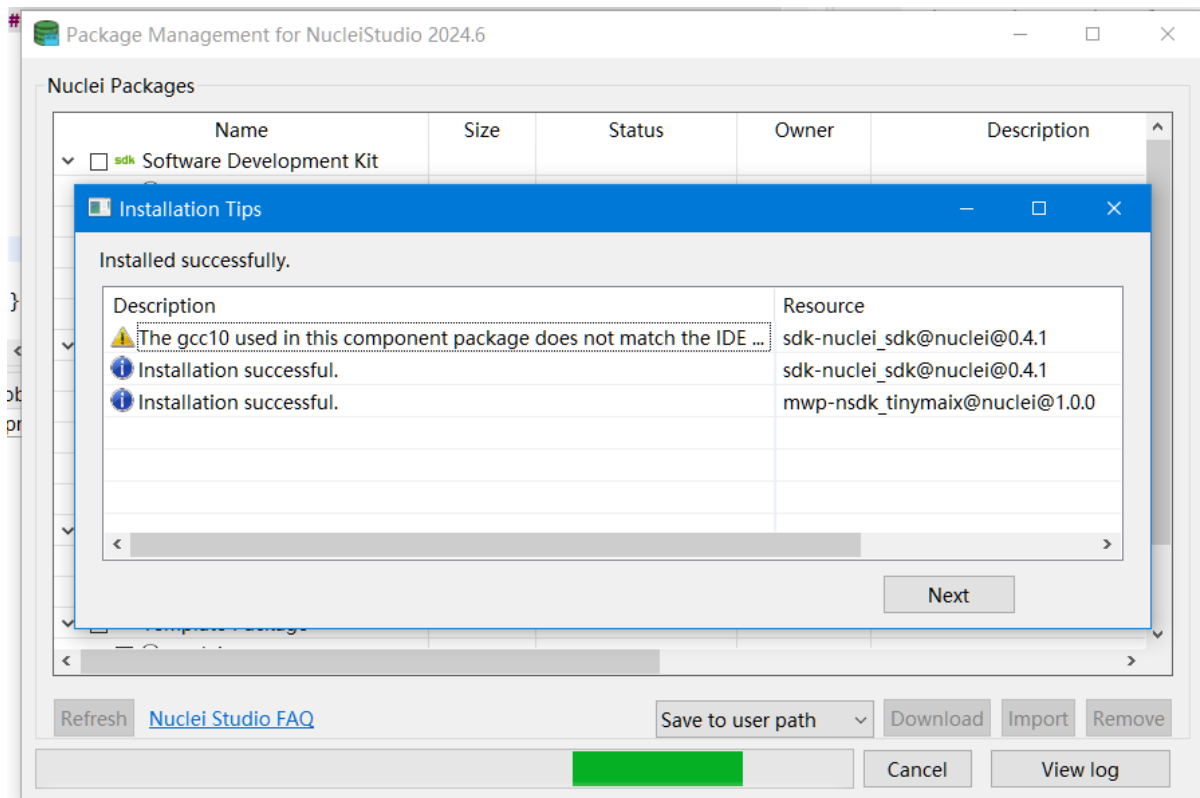 #
Package Management for NucleiStudio 2024.6
Nuclei Packages
Name Size Status Owner Description
sdk Software Development Kit
Installation Tips
Installed successfully.
Description Resource
The gcc10 used in this component package does not match the IDE ... sdk-nuclei_sdk@nuclei@0.4.1
Installation successful. sdk-nuclei_sdk@nuclei@0.4.1
Installation successful. mwp-nsdk_tinymaix@nuclei@1.0.0
}
Next
Refresh Nuclei Studio FAQ Save to user path Download Import Remove
Cancel View log